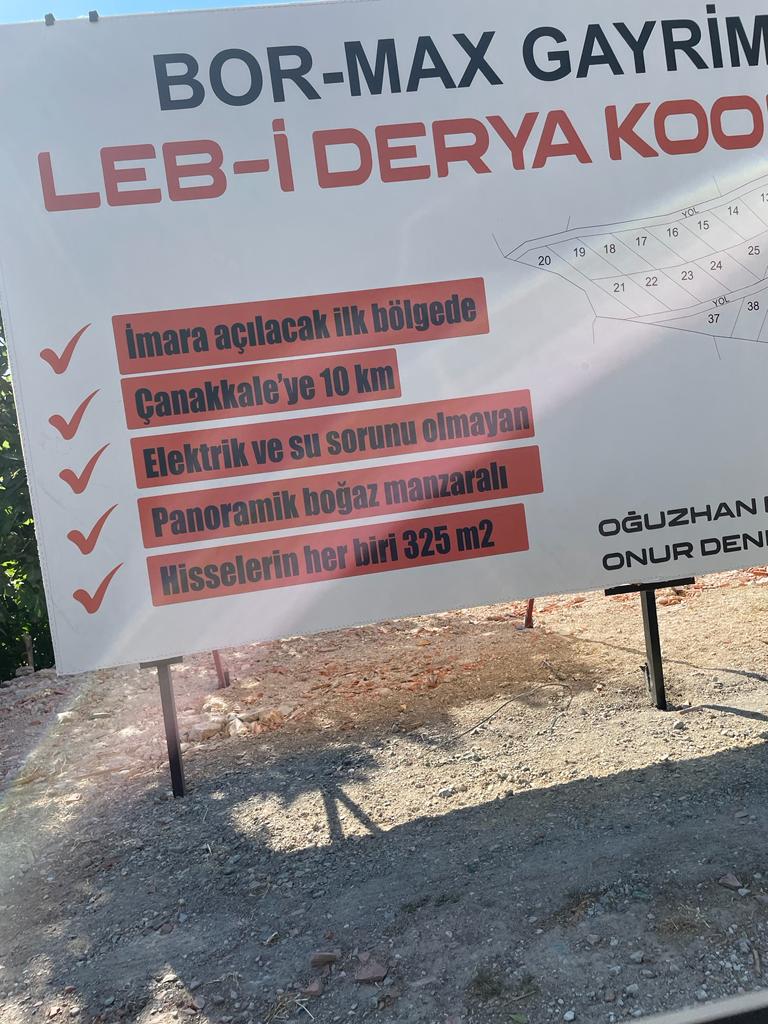 BOR-MAX GAYRİM
LEB-İ DERYA KOO
YOL
20 19 18 17 16 15 14 13
21 22 23 24 25
YOL
37 38
İmara açılacak ilk bölgede
Çanakkale'ye 10 km
Elektrik ve su sorunu olmayan
Panoramik boğaz manzaralı
Hisselerin her biri 325 m2
OĞUZHAN
ONUR DENİ